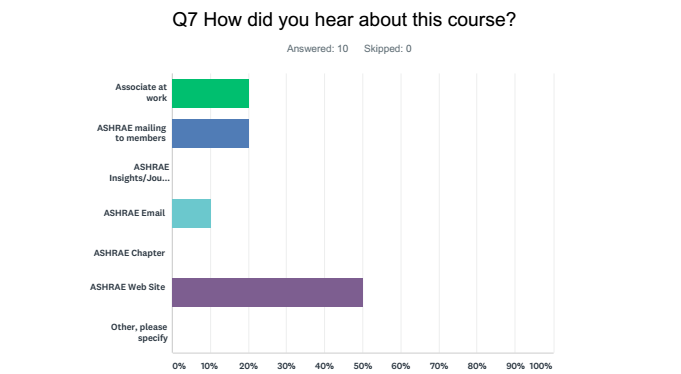 Q7 How did you hear about this course?
Answered: 10 Skipped: 0
Associate at
work
ASHRAE mailing
to members
ASHRAE
Insights/Jou...
ASHRAE Email
ASHRAE Chapter
ASHRAE Web Site
Other, please
specify
0% 10% 20% 30% 40% 50% 60% 70% 80% 90% 100%